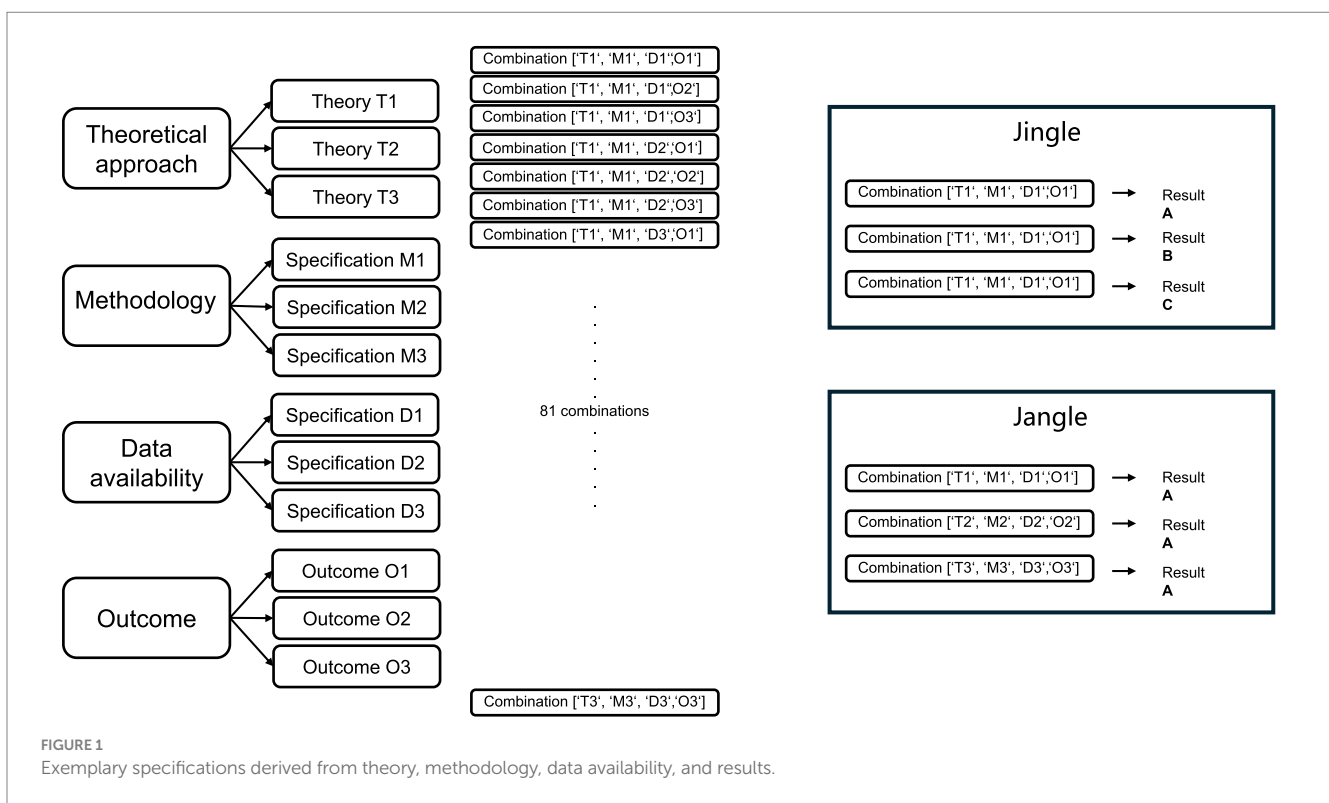 Theoretical
approach
Theory T1
Theory T2
Theory T3
Methodology
Specification M1
Specification M2
Specification M3
Data
availability
Specification D1
Specification D2
Specification D3
Outcome
Outcome O1
Outcome O2
Outcome O3
Combination [‘T1‘, ‘M1‘, ‘D1‘‘,O1‘]
Combination [‘T1‘, ‘M1‘, ‘D1‘‘,O2‘]
Combination [‘T1‘, ‘M1‘, ‘D1‘,‘O3‘]
Combination [‘T1‘, ‘M1‘, ‘D2‘,‘O1‘]
Combination [‘T1‘, ‘M1‘, ‘D2‘,‘O2‘]
Combination [‘T1‘, ‘M1‘, ‘D2‘,‘O3‘]
Combination [‘T1‘, ‘M1‘, ‘D3‘,‘O1‘]
81 combinations
Combination [‘T3‘, ‘M3‘, ‘D3‘,‘O3‘]
Jingle
Combination [‘T1‘, ‘M1‘, ‘D1‘,‘O1‘]
Result
A
Combination [‘T1‘, ‘M1‘, ‘D1‘,‘O1‘]
Result
B
Combination [‘T1‘, ‘M1‘, ‘D1‘,‘O1‘]
Result
C
Jangle
Combination [‘T1‘, ‘M1‘, ‘D1‘,‘O1‘]
Result
A
Combination [‘T2‘, ‘M2‘, ‘D2‘,‘O2‘]
Result
A
Combination [‘T3‘, ‘M3‘, ‘D3‘,‘O3‘]
Result
A
FIGURE 1
Exemplary specifications derived from theory, methodology, data availability, and results.